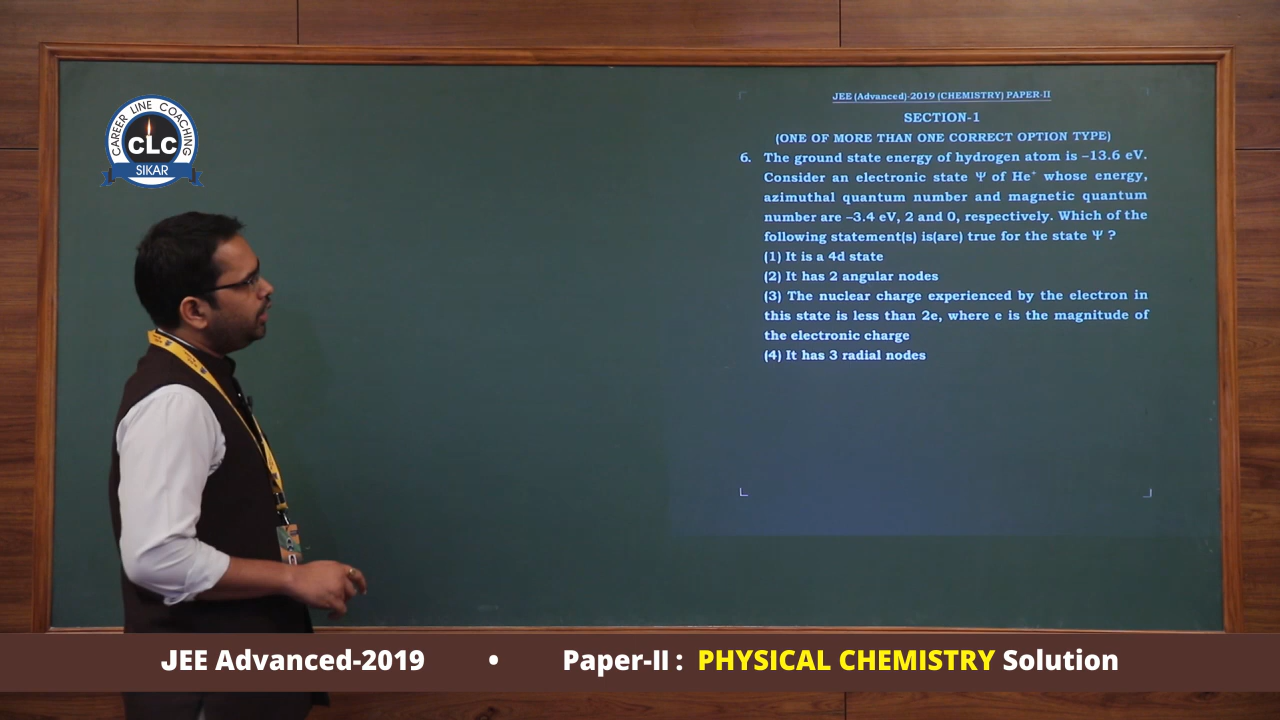 CAREER LINE COACHING
CLC
SIKAR
JEE (Advanced)-2019 (CHEMISTRY) PAPER-II
SECTION-1
(ONE OF MORE THAN ONE CORRECT OPTION TYPE)
6. The ground state energy of hydrogen atom is –13.6 eV.
Consider an electronic state Ψ of He⁺ whose energy,
azimuthal quantum number and magnetic quantum
number are –3.4 eV, 2 and 0, respectively. Which of the
following statement(s) is(are) true for the state Ψ ?
(1) It is a 4d state
(2) It has 2 angular nodes
(3) The nuclear charge experienced by the electron in
this state is less than 2e, where e is the magnitude of
the electronic charge
(4) It has 3 radial nodes
JEE Advanced-2019 • Paper-II : PHYSICAL CHEMISTRY Solution